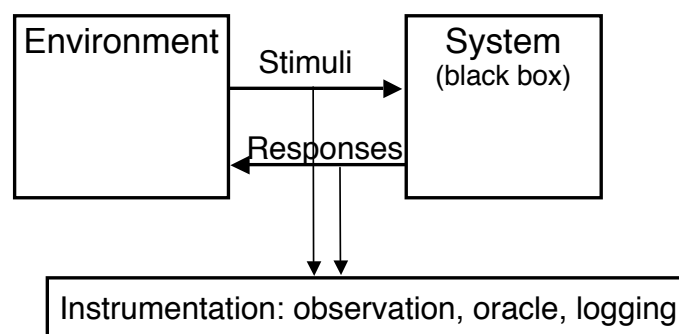 Environment
System
(black box)
Stimuli
Responses
Instrumentation: observation, oracle, logging